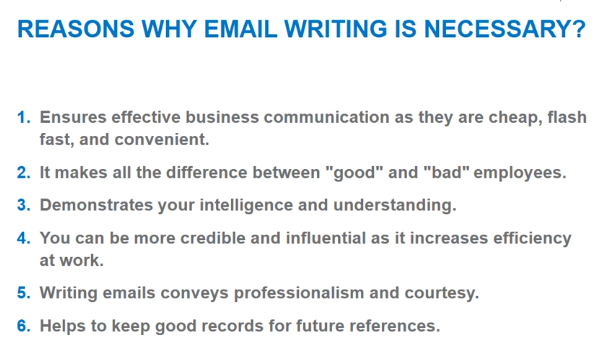 REASONS WHY EMAIL WRITING IS NECESSARY?
1. Ensures effective business communication as they are cheap, flash
fast, and convenient.
2. It makes all the difference between "good" and "bad" employees.
3. Demonstrates your intelligence and understanding.
4. You can be more credible and influential as it increases efficiency
at work.
5. Writing emails conveys professionalism and courtesy.
6. Helps to keep good records for future references.